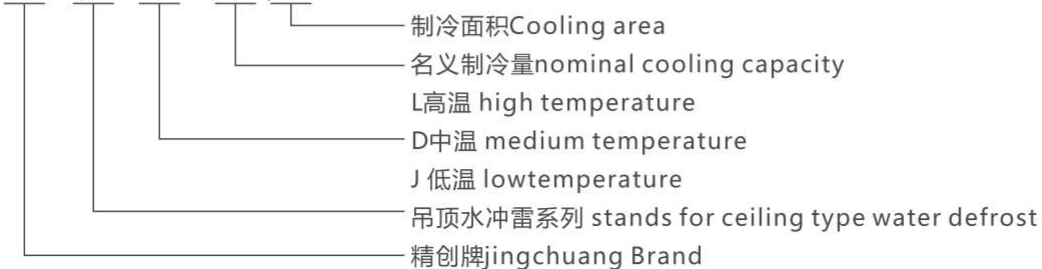 制冷面积Cooling area
名义制冷量nominal cooling capacity
L高温 high temperature
D中温 medium temperature
J 低温 lowtemperature
吊顶水冲雷系列 stands for ceiling type water defrost
精创牌jingchuang Brand